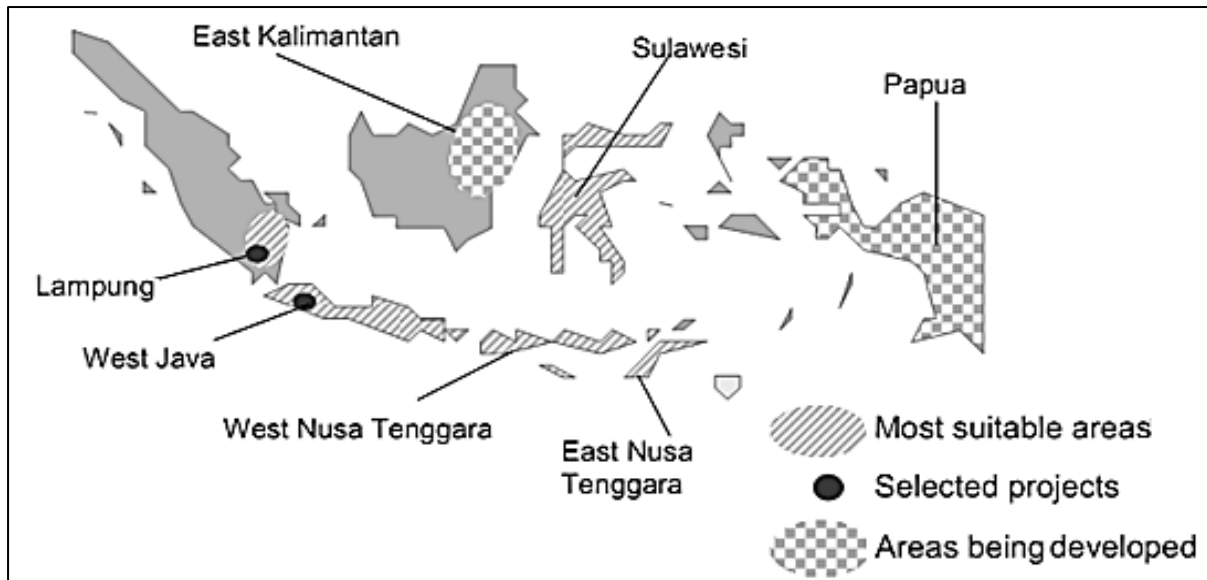 East Kalimantan
Sulawesi
Papua
Lampung
West Java
West Nusa Tenggara
East Nusa
Tenggara
Most suitable areas
Selected projects
Areas being developed